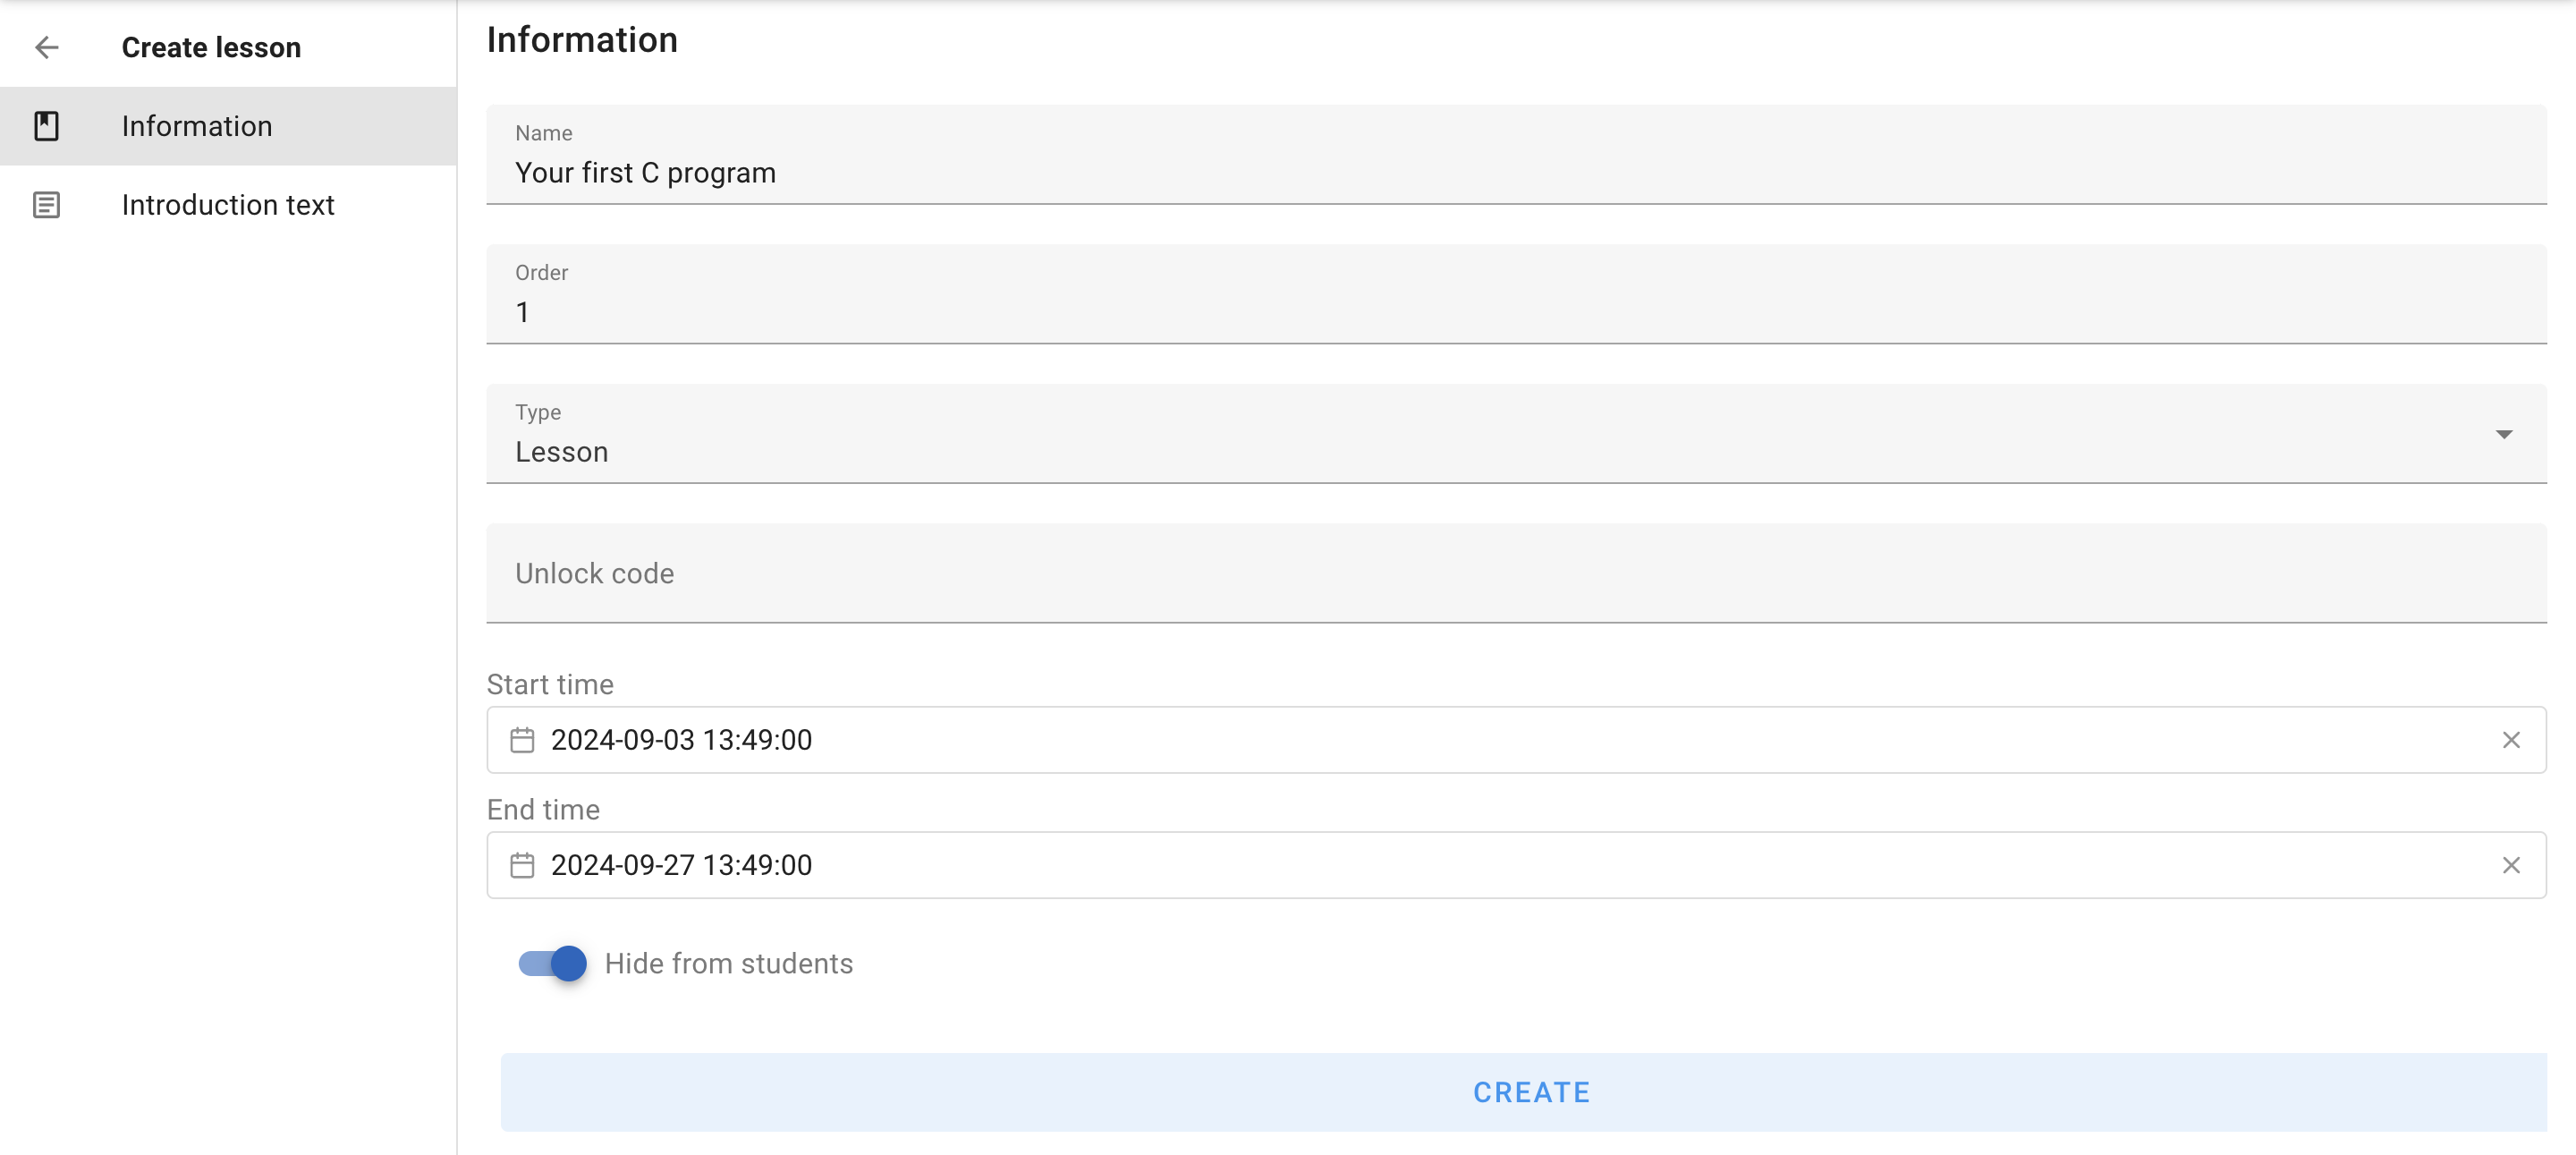 Create lesson
Information
Introduction text
Information
Name
Your first C program
Order
1
Type
Lesson
Unlock code
Start time
2024-09-03 13:49:00
End time
2024-09-27 13:49:00
Hide from students
CREATE